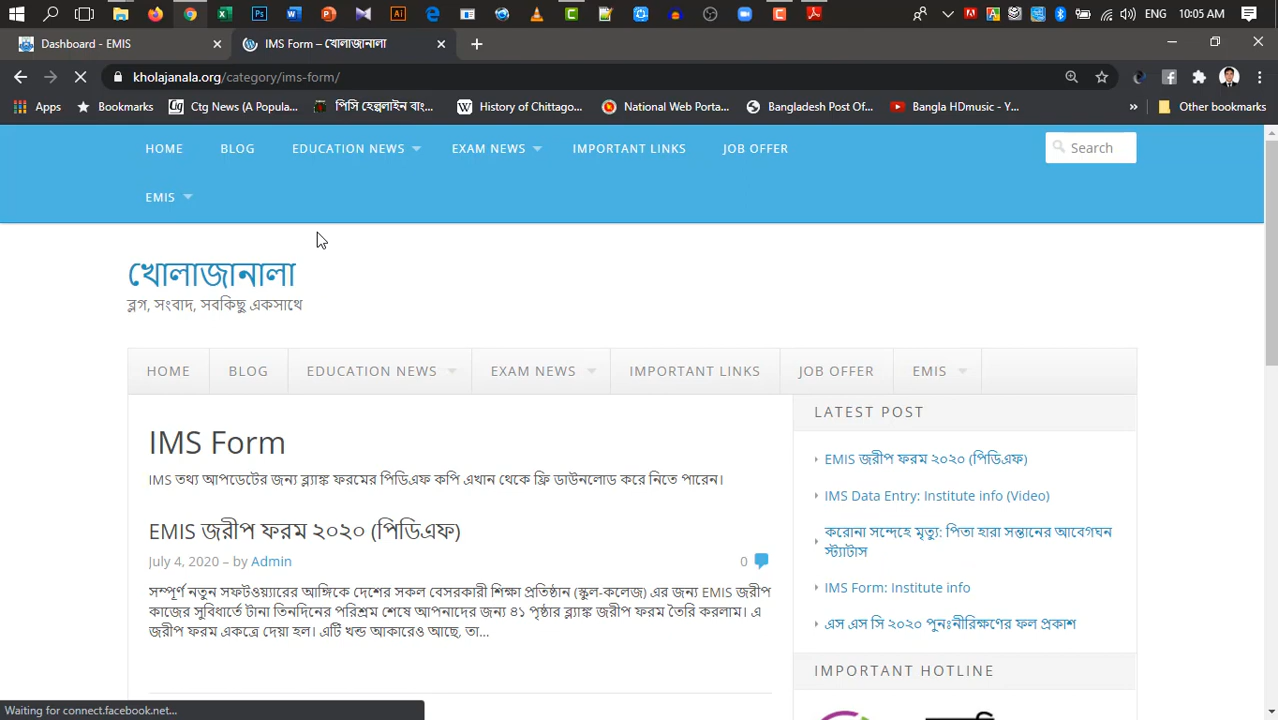 ENG 10:05 AM
Dashboard - EMIS
IMS Form – খোলাজানালা
kholajanala.org/category/ims-form/
Apps
Bookmarks
Ctg News (A Popula...
পিসি হেল্পলাইন বাং...
History of Chittago...
National Web Porta...
Bangladesh Post Of...
Bangla HDmusic - Y...
Other bookmarks
HOME BLOG EDUCATION NEWS EXAM NEWS IMPORTANT LINKS JOB OFFER
Search
EMIS
খোলাজানালা
ব্লগ, সংবাদ, সবকিছু একসাথে
HOME BLOG EDUCATION NEWS EXAM NEWS IMPORTANT LINKS JOB OFFER EMIS
IMS Form
IMS তথ্য আপডেটের জন্য ব্ল্যাঙ্ক ফরমের পিডিএফ কপি এখান থেকে ফ্রি ডাউনলোড করে নিতে পারেন।
EMIS জরীপ ফরম ২০২০ (পিডিএফ)
July 4, 2020 – by Admin
0
সম্পূর্ণ নতুন সফটওয়্যারের আঙ্গিকে দেশের সকল বেসরকারী শিক্ষা প্রতিষ্ঠান (স্কুল-কলেজ) এর জন্য EMIS জরীপ
কাজের সুবিধার্তে টানা তিনদিনের পরিশ্রম শেষে আপনাদের জন্য ৪১ পৃষ্ঠার ব্ল্যাঙ্ক জরীপ ফরম তৈরি করলাম। এ
জরীপ ফরম একত্রে দেয়া হল। এটি খন্ড আকারেও আছে, তা...
LATEST POST
EMIS জরীপ ফরম ২০২০ (পিডিএফ)
IMS Data Entry: Institute info (Video)
করোনা সন্দেহে মৃত্যু: পিতা হারা সন্তানের আবেগঘন
স্ট্যাটাস
IMS Form: Institute info
এস এস সি ২০২০ পুনঃনীরিক্ষণের ফল প্রকাশ
IMPORTANT HOTLINE
Waiting for connect.facebook.net...